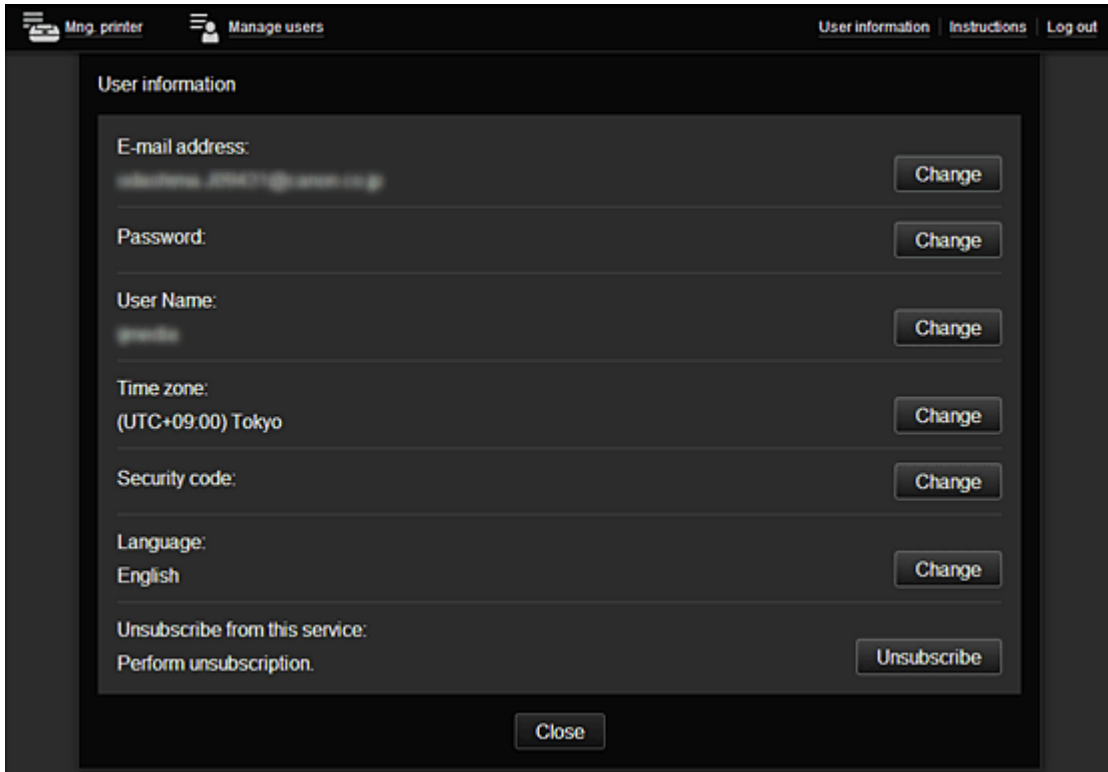 Mng. printer Manage users User information Instructions Log out
User information
E-mail address:
Change
Password:
Change
User Name:
Change
Time zone:
(UTC+09:00) Tokyo
Change
Security code:
Change
Language:
English
Change
Unsubscribe from this service:
Perform unsubscription.
Unsubscribe
Close